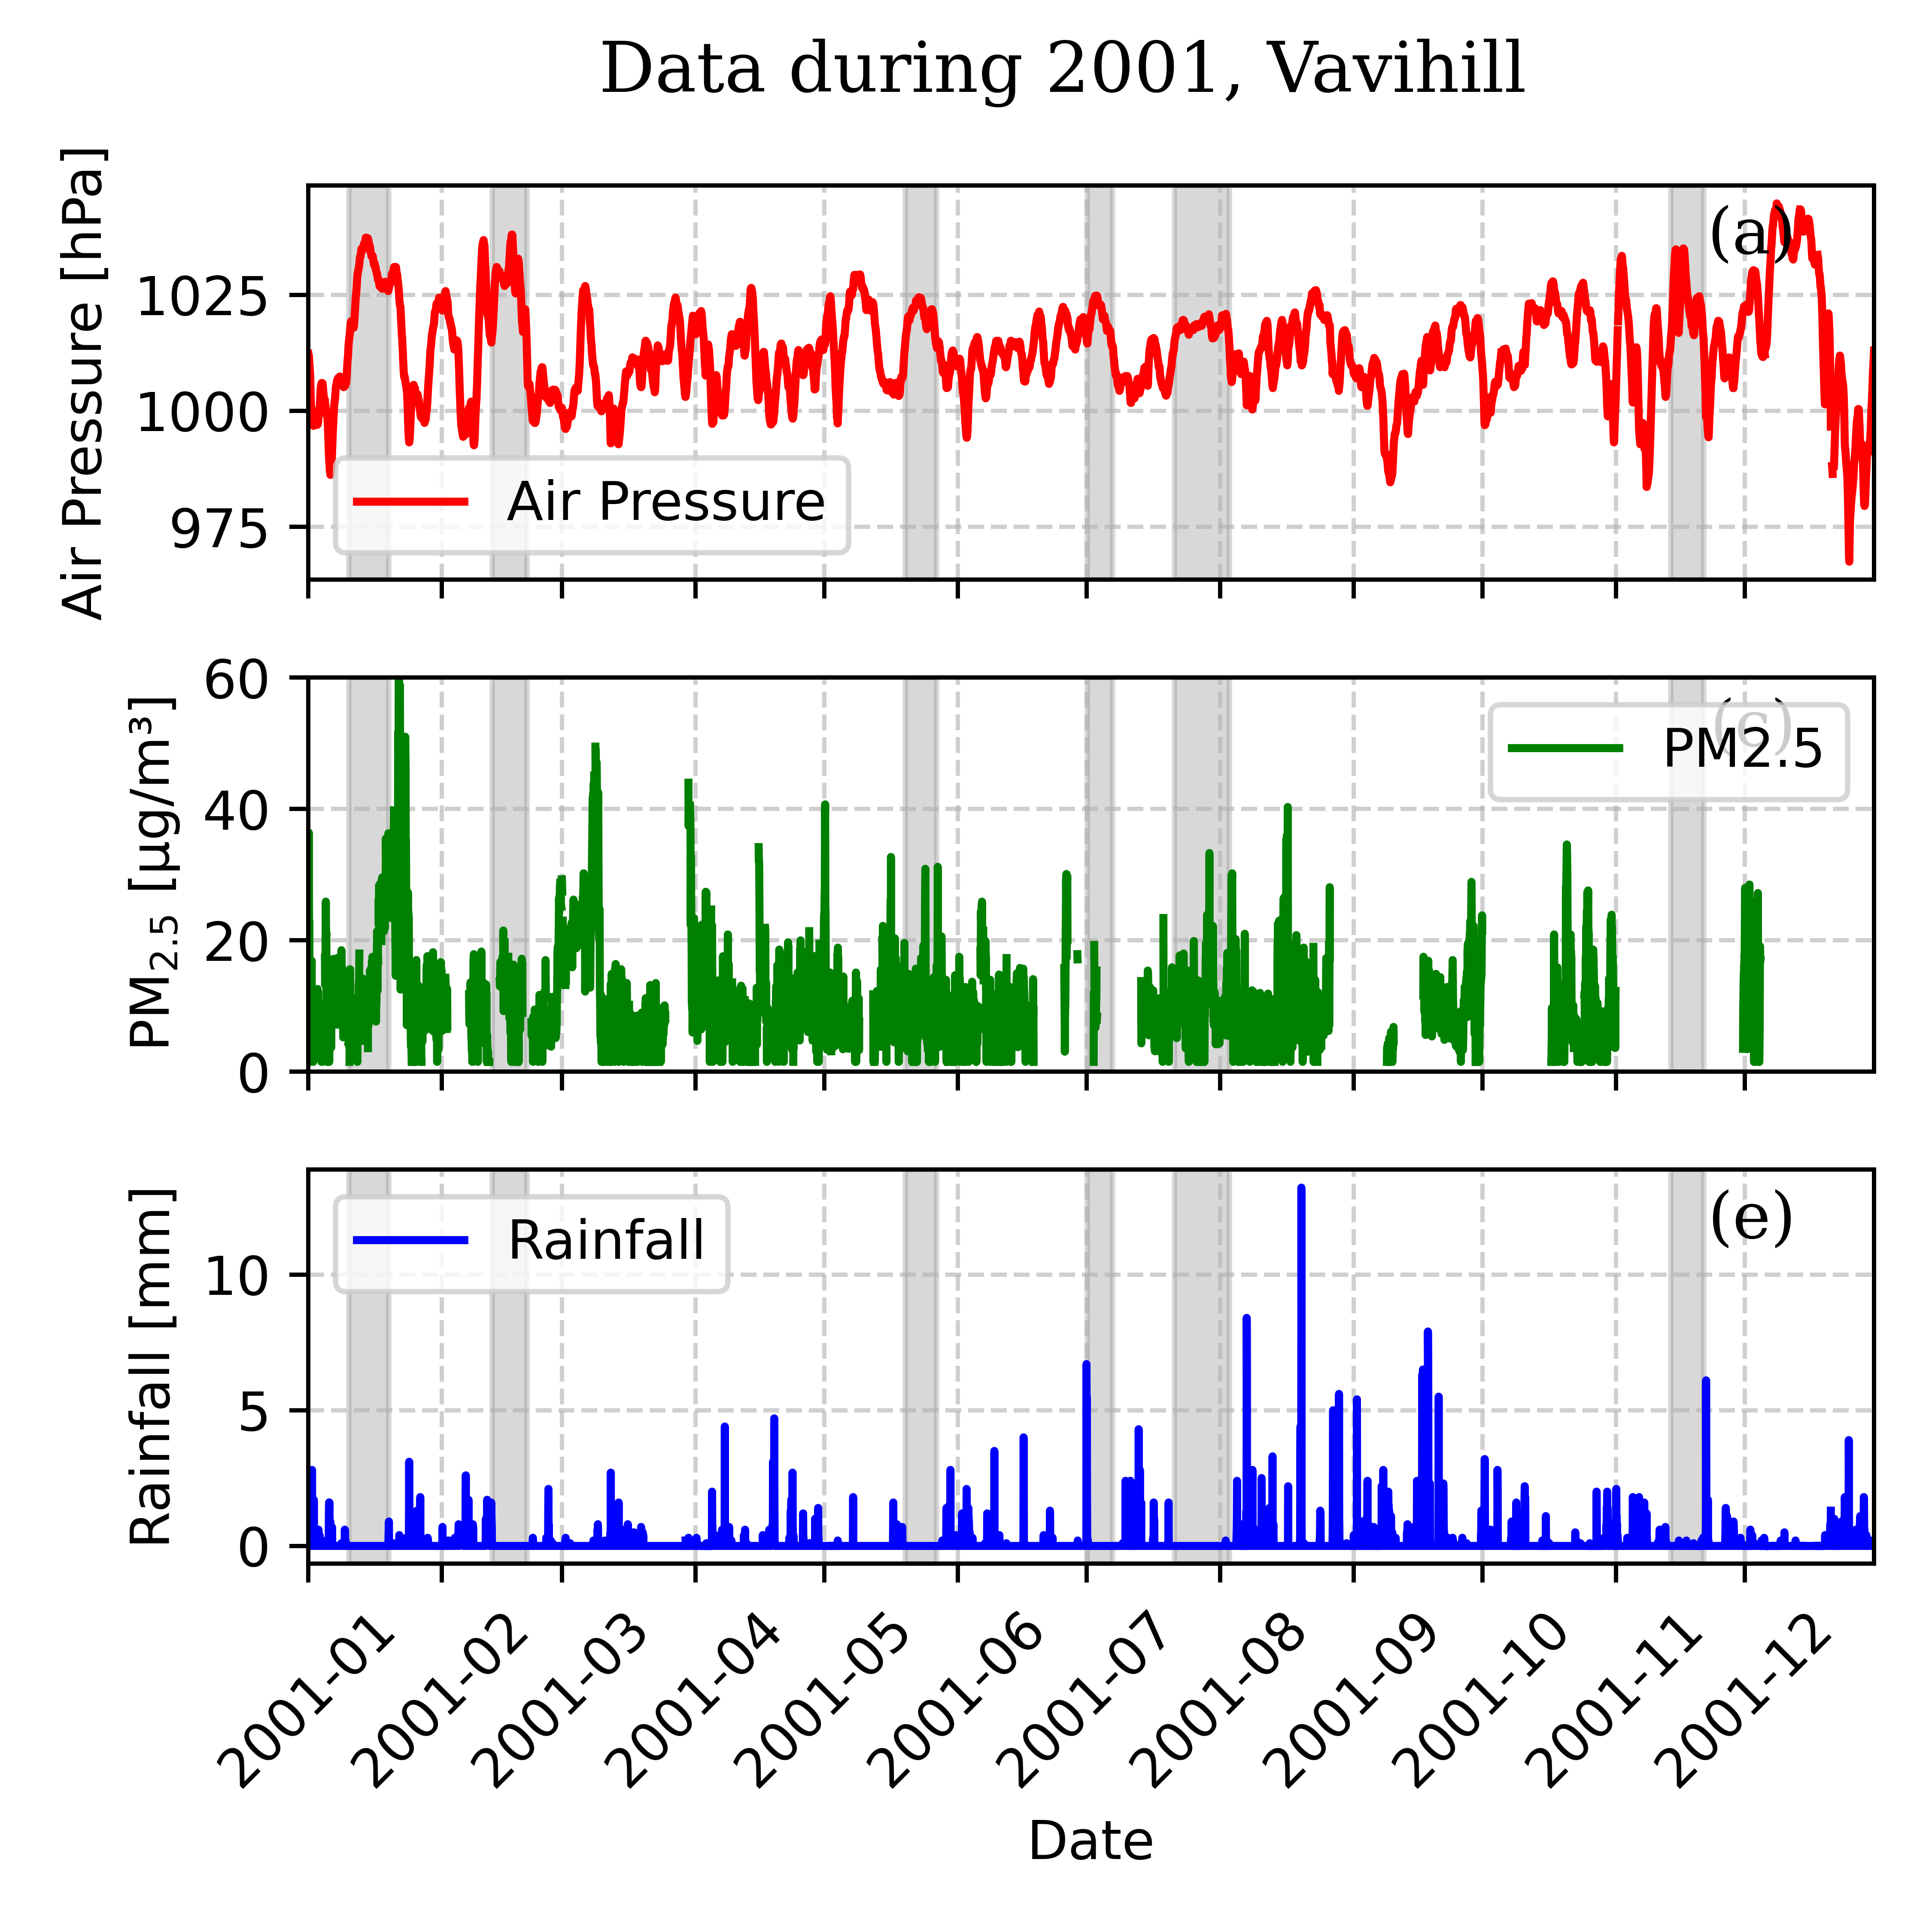 Data during 2001, Vavihill
Air Pressure [hPa]
1025
1000
975
(a)
Air Pressure
PM₂.₅ [µg/m³]
60
40
20
0
(c)
PM2.5
Rainfall [mm]
10
5
0
Rainfall
(e)
2001-01
2001-02
2001-03
2001-04
2001-05
2001-06
2001-07
2001-08
2001-09
2001-10
2001-11
2001-12
Date